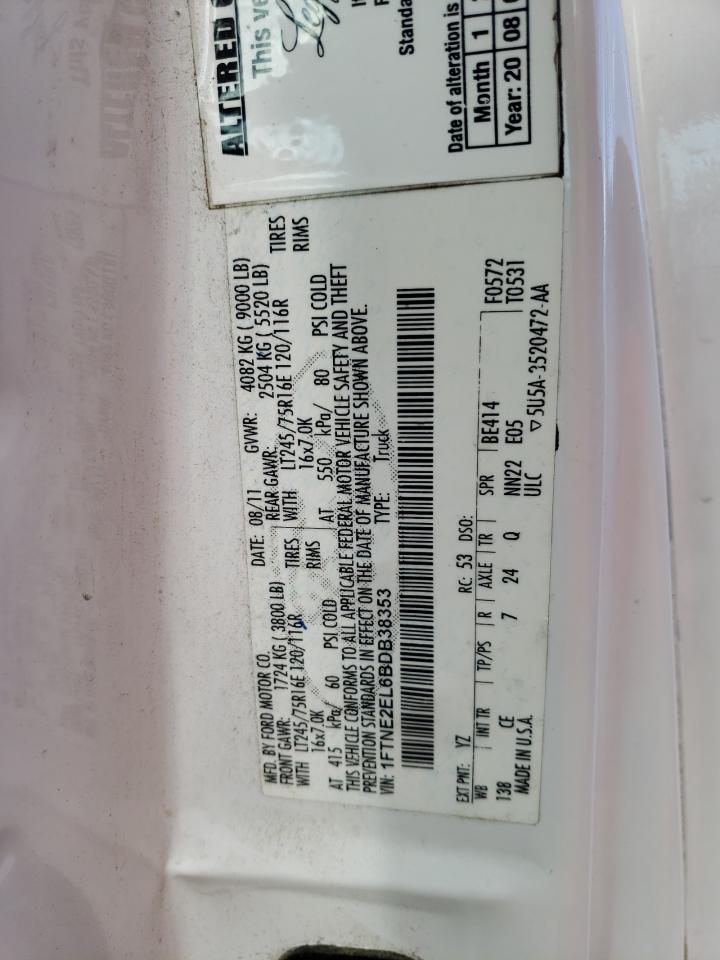 ALTERED
This ve
Standa
Date of alteration is
Month 1
Year: 20 08
MFD. BY FORD MOTOR CO.
DATE: 08/11 GVWR: 4082 KG ( 9000 LB)
FRONT GAWR: 1724 KG ( 3800 LB) REAR GAWR: 2504 KG ( 5520 LB)
WITH LT245/75R16E 120/116R TIRES WITH LT245/75R16E 120/116R TIRES
16x7.0K RIMS 16x7.0K RIMS
AT 415 kPa/ 60 PSI COLD AT 550 kPa/ 80 PSI COLD
THIS VEHICLE CONFORMS TO ALL APPLICABLE FEDERAL MOTOR VEHICLE SAFETY AND THEFT
PREVENTION STANDARDS IN EFFECT ON THE DATE OF MANUFACTURE SHOWN ABOVE.
VIN: 1FTNE2EL6BDB38353 TYPE: Truck
EXT PNT: YZ RC: 53 DSO:
WB INT TR TP/PS R AXLE TR SPR BE414 F0572
138 CE 7 24 Q NN22 E05 T0531
MADE IN U.S.A. ULC ▽5U5A-3520472-AA